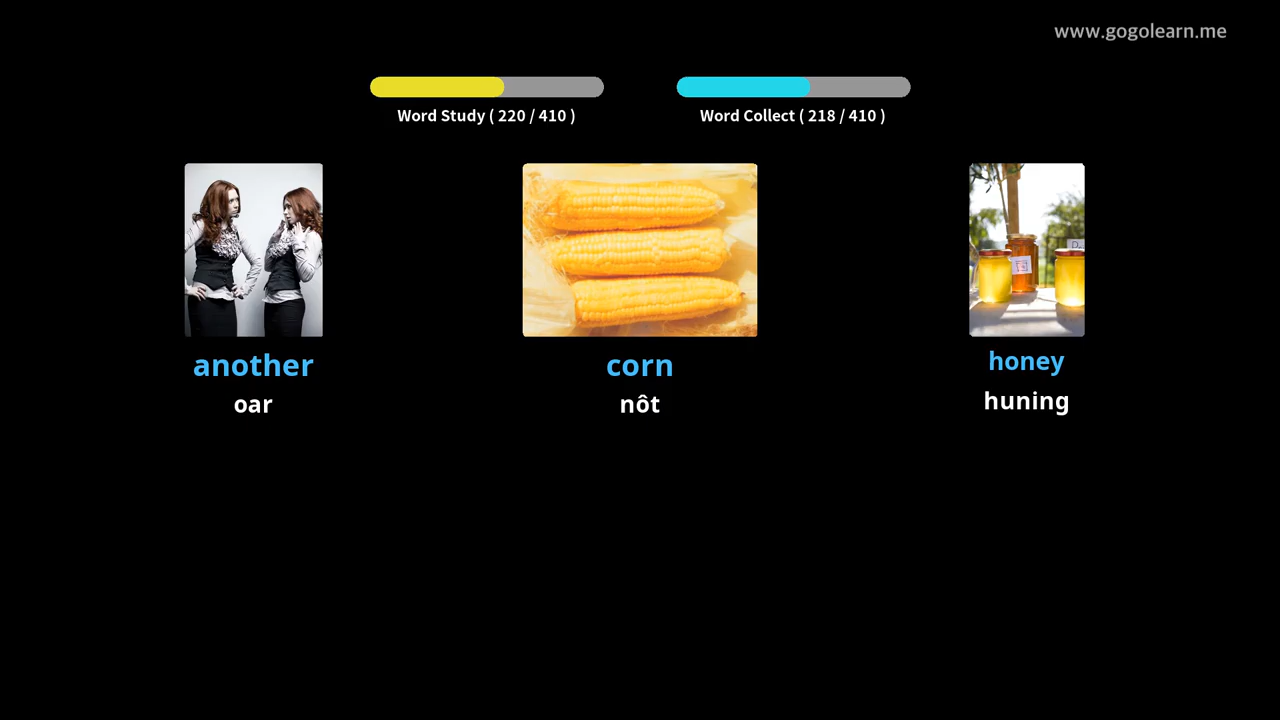 www.gogolearn.me
Word Study ( 220 / 410 )
Word Collect ( 218 / 410 )
another
oar
corn
nôt
honey
huning